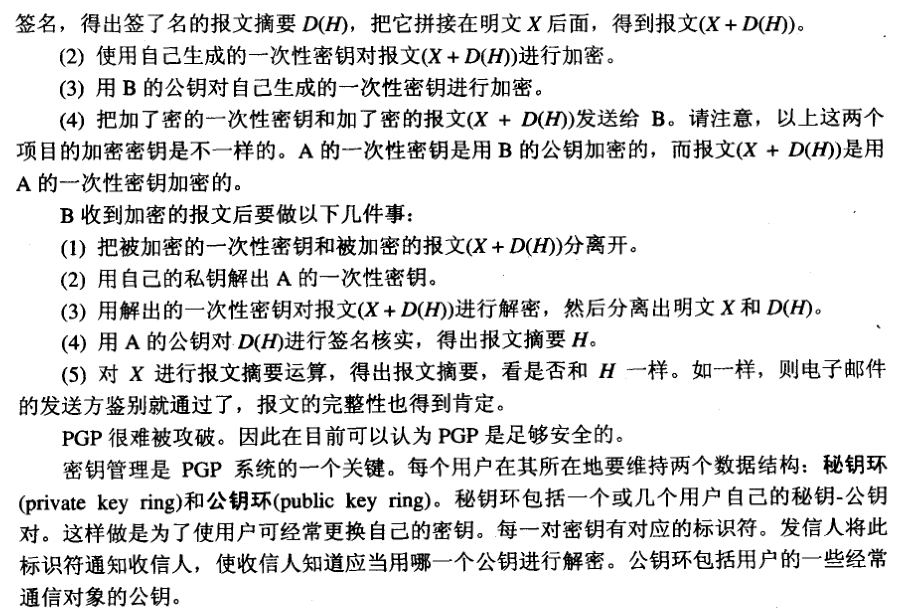 签名，得出签了名的报文摘要 D(H)，把它拼接在明文 X 后面，得到报文(X + D(H))。
(2) 使用自己生成的一次性密钥对报文(X + D(H))进行加密。
(3) 用 B 的公钥对自己生成的一次性密钥进行加密。
(4) 把加了密的一次性密钥和加了密的报文(X + D(H))发送给 B。请注意，以上这两个
项目的加密密钥是不一样的。A 的一次性密钥是用 B 的公钥加密的，而报文(X + D(H))是用
A 的一次性密钥加密的。
B 收到加密的报文后要做以下几件事：
(1) 把被加密的一次性密钥和被加密的报文(X + D(H))分离开。
(2) 用自己的私钥解出 A 的一次性密钥。
(3) 用解出的一次性密钥对报文(X + D(H))进行解密，然后分离出明文 X 和 D(H)。
(4) 用 A 的公钥对 D(H)进行签名核实，得出报文摘要 H。
(5) 对 X 进行报文摘要运算，得出报文摘要，看是否和 H 一样。如一样，则电子邮件
的发送方鉴别就通过了，报文的完整性也得到肯定。
PGP 很难被攻破。因此在目前可以认为 PGP 是足够安全的。
密钥管理是 PGP 系统的一个关键。每个用户在其所在地要维持两个数据结构：秘钥环
(private key ring)和公钥环(public key ring)。秘钥环包括一个或几个用户自己的秘钥-公钥
对。这样做是为了使用户可经常更换自己的密钥。每一对密钥有对应的标识符。发信人将此
标识符通知收信人，使收信人知道应当用哪一个公钥进行解密。公钥环包括用户的一些经常
通信对象的公钥。